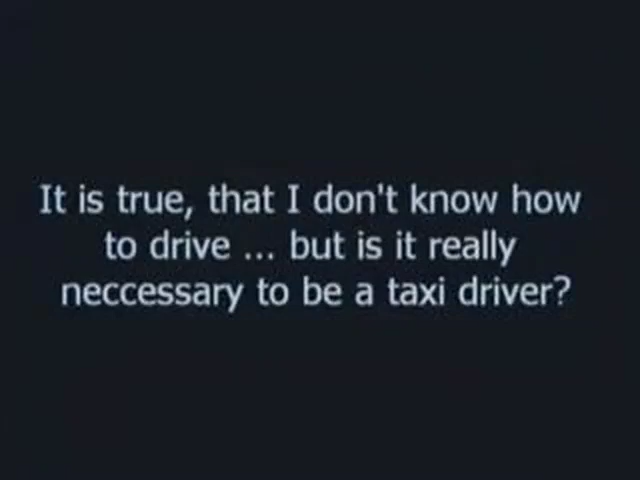 It is true, that I don't know how
to drive ... but is it really
neccessary to be a taxi driver?